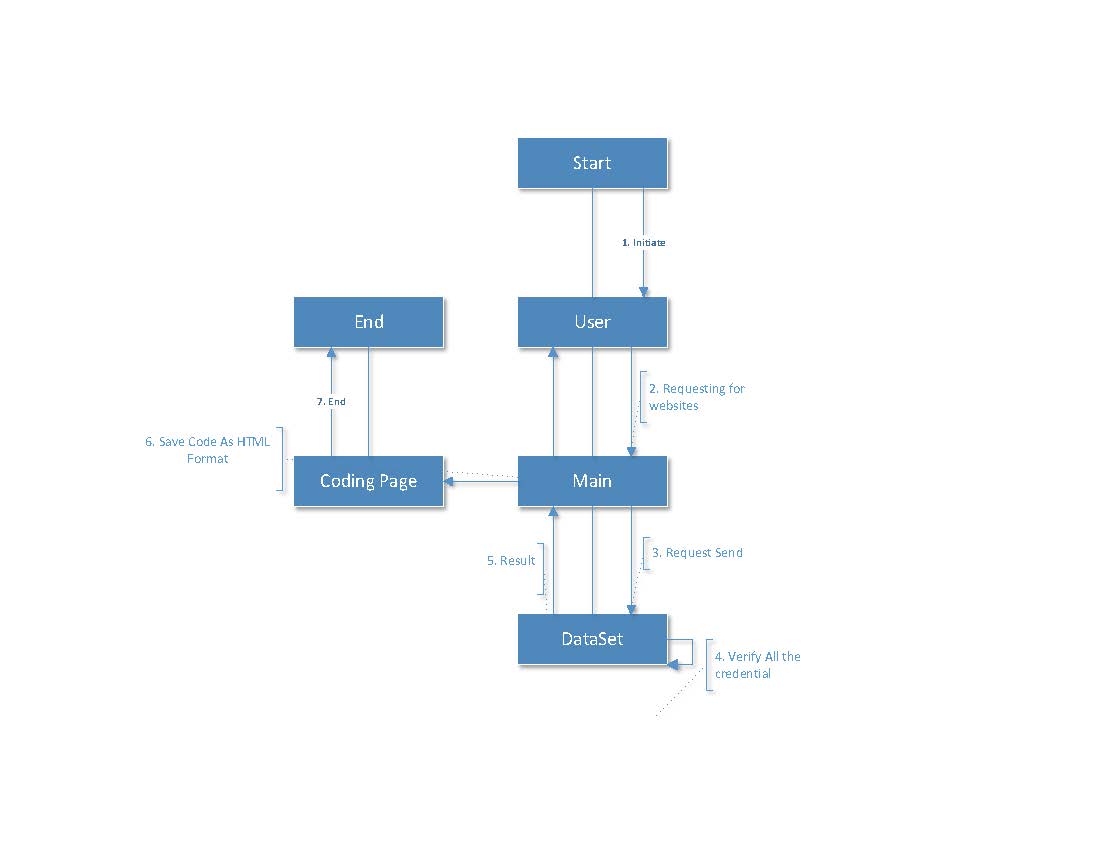 Start
1. Initiate
End
User
2. Requesting for
websites
7. End
6. Save Code As HTML
Format
Coding Page
Main
5. Result
3. Request Send
DataSet
4. Verify All the
credential